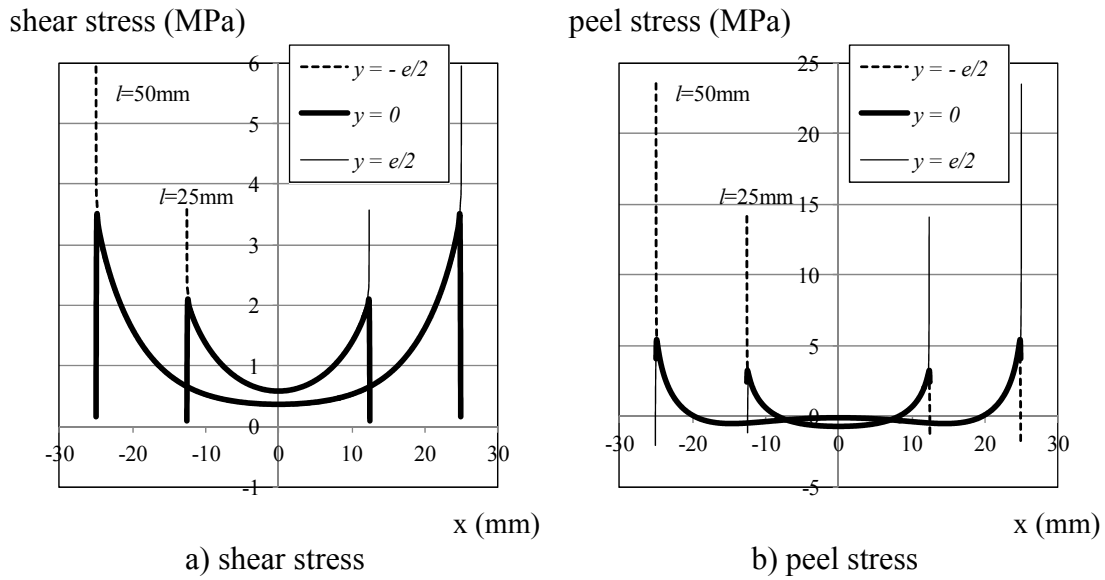 shear stress (MPa)
6
5
4
3
2
1
0
-1
-30
-20
-10
0
10
20
30
l=50mm
l=25mm
y = - e/2
y = 0
y = e/2
x (mm)
a) shear stress
peel stress (MPa)
25
20
15
10
5
0
-5
-30
-20
-10
0
10
20
30
l=50mm
l=25mm
y = - e/2
y = 0
y = e/2
x (mm)
b) peel stress